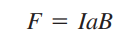 F = IaB